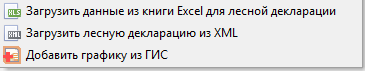 Загрузить данные из книги Excel для лесной декларации
Загрузить лесную декларацию из XML
Добавить графику из ГИС